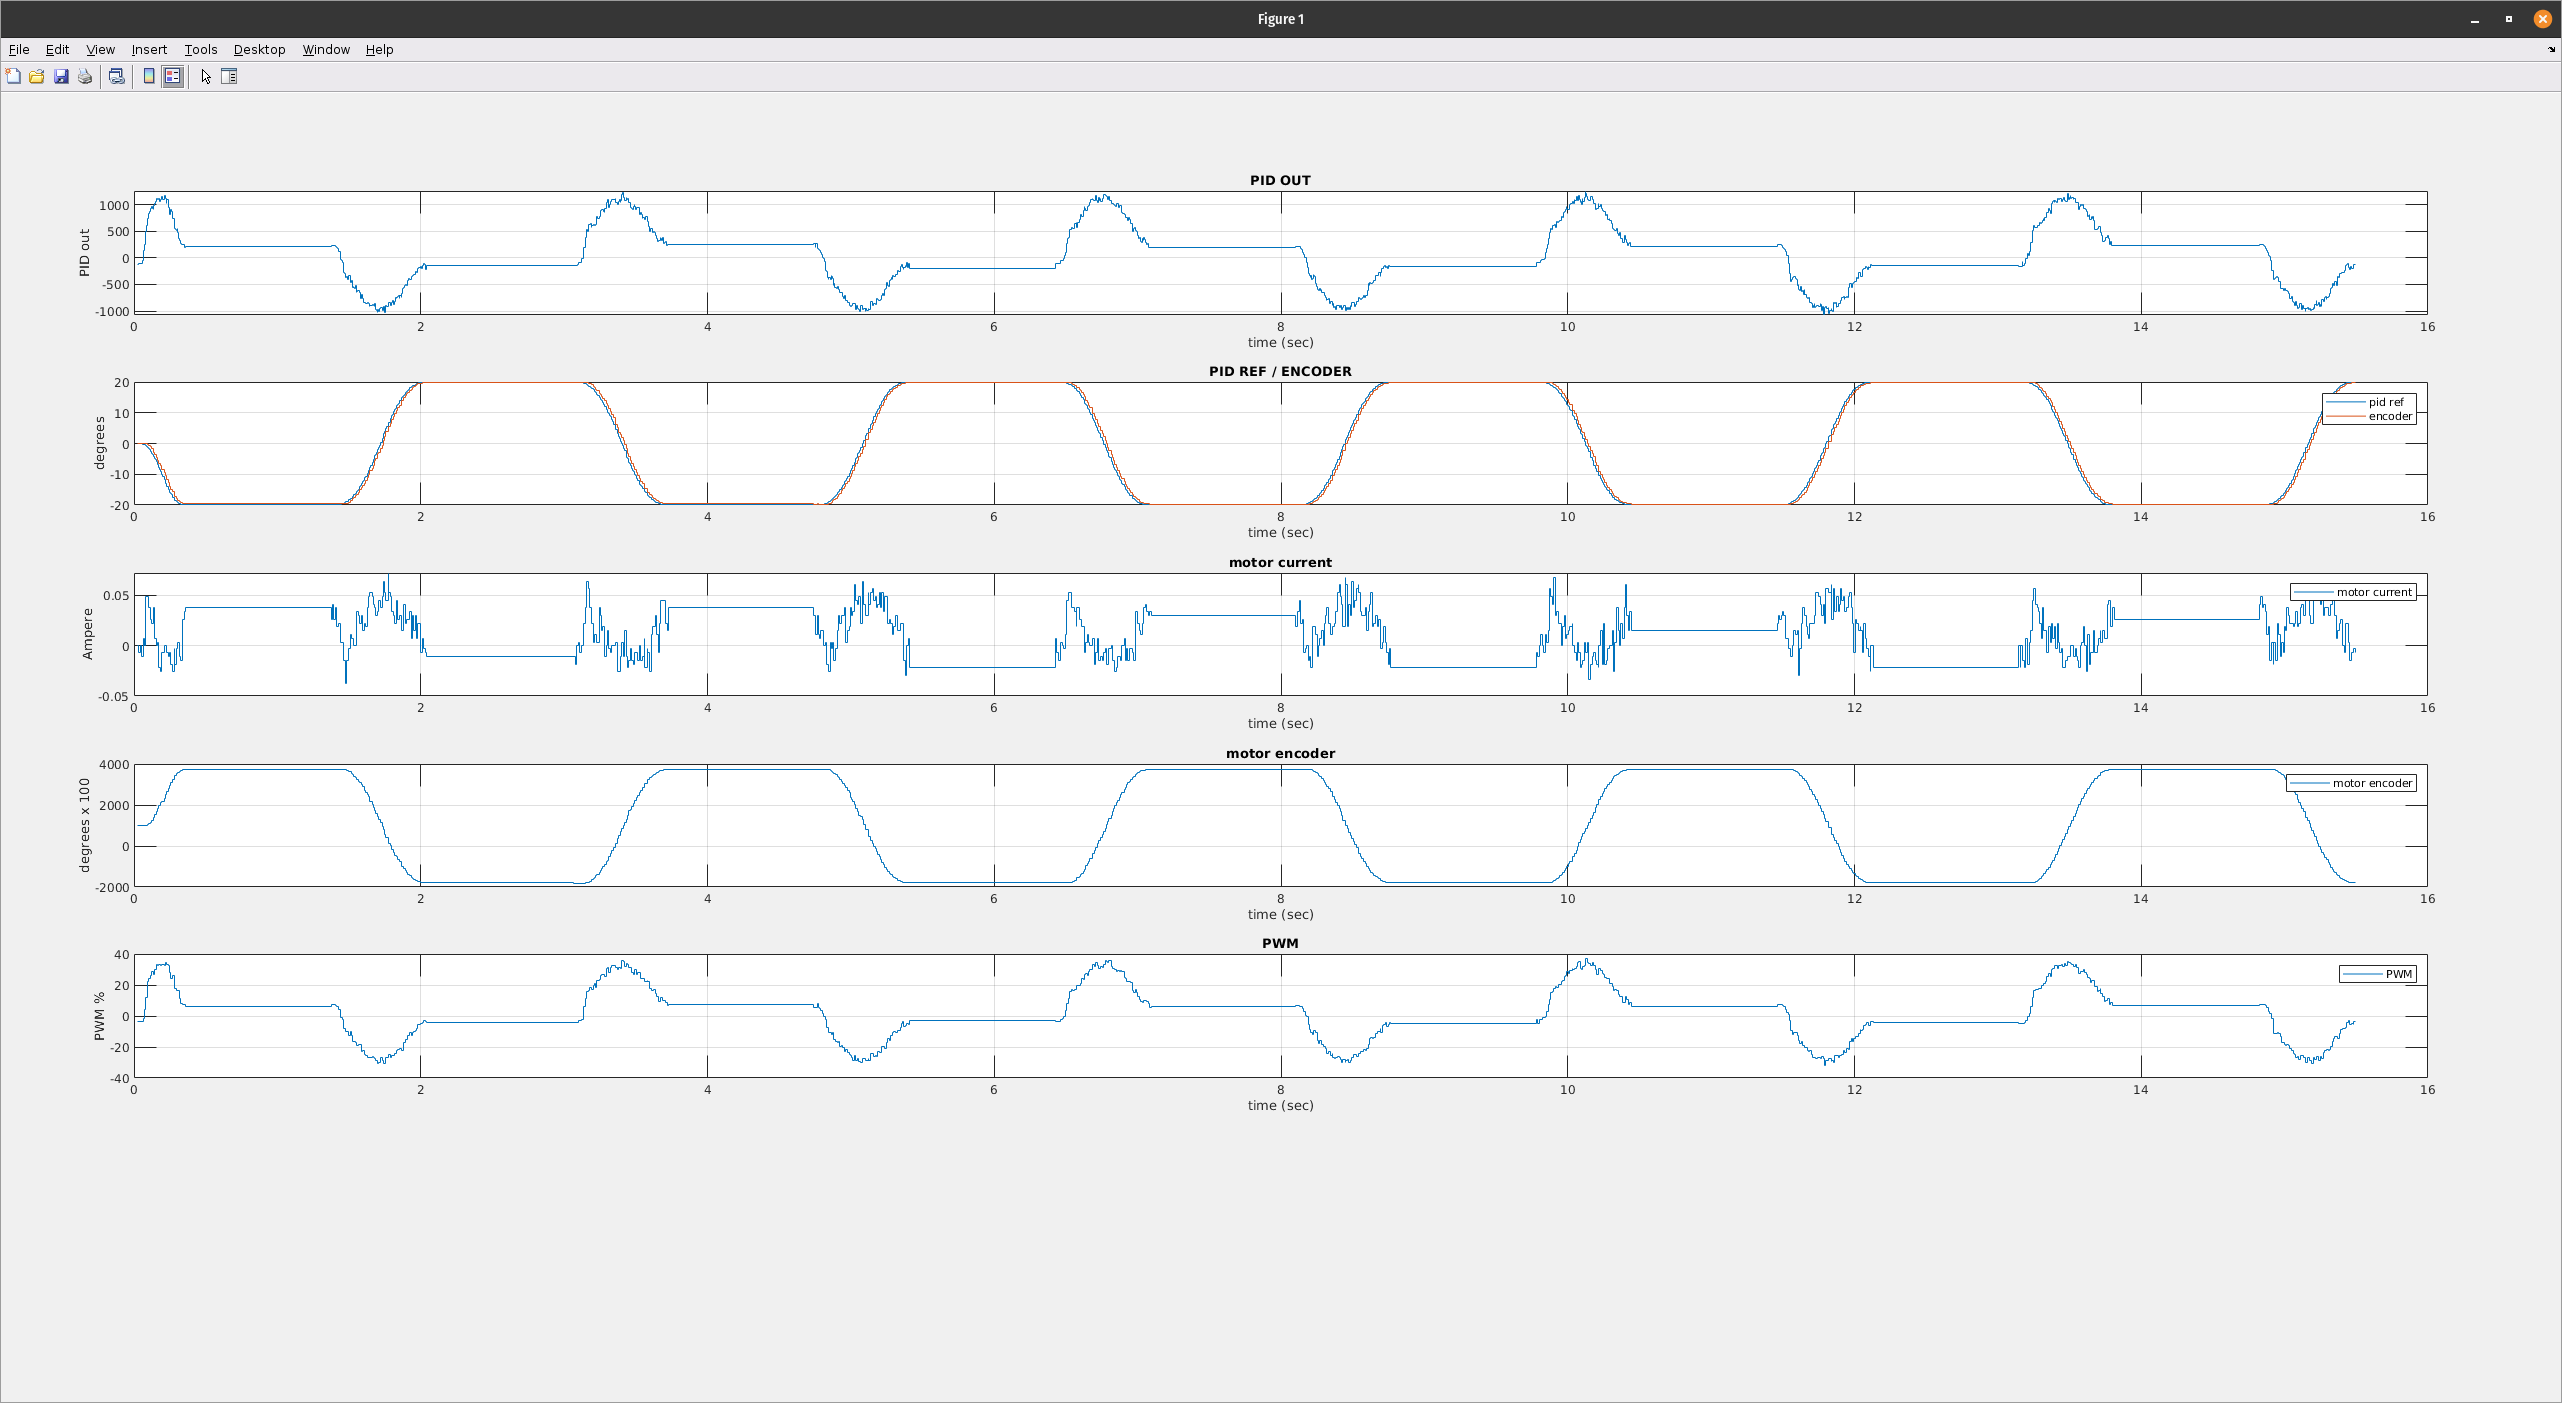 Figure 1
File Edit View Insert Tools Desktop Window Help
PID OUT
PID out
1000
500
0
-500
-1000
0 2 4 6 8 10 12 14 16
time (sec)
PID REF / ENCODER
degrees
20
10
0
-10
-20
pid ref
encoder
0 2 4 6 8 10 12 14 16
time (sec)
motor current
Ampere
0.05
0
-0.05
motor current
0 2 4 6 8 10 12 14 16
time (sec)
motor encoder
degrees x 100
4000
2000
0
-2000
motor encoder
0 2 4 6 8 10 12 14 16
time (sec)
PWM
PWM %
40
20
0
-20
-40
PWM
0 2 4 6 8 10 12 14 16
time (sec)